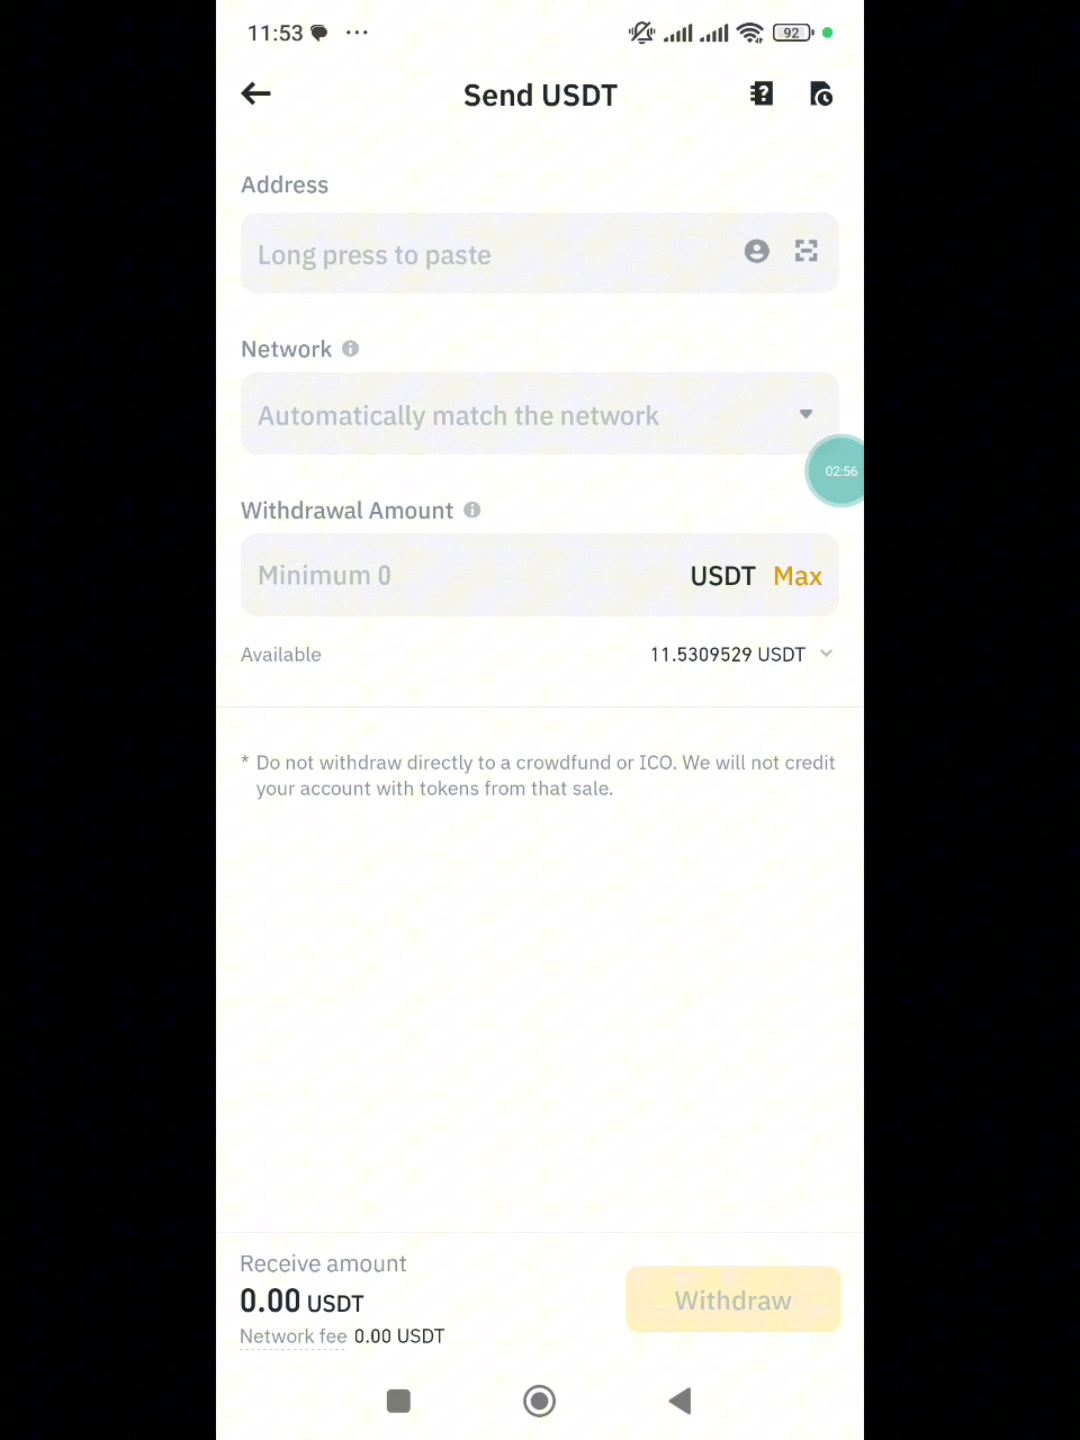 11:53
92
Send USDT
Address
Long press to paste
Network
Automatically match the network
02:56
Withdrawal Amount
Minimum 0 USDT Max
Available 11.5309529 USDT
* Do not withdraw directly to a crowdfund or ICO. We will not credit
your account with tokens from that sale.
Receive amount
0.00 USDT
Network fee 0.00 USDT
Withdraw